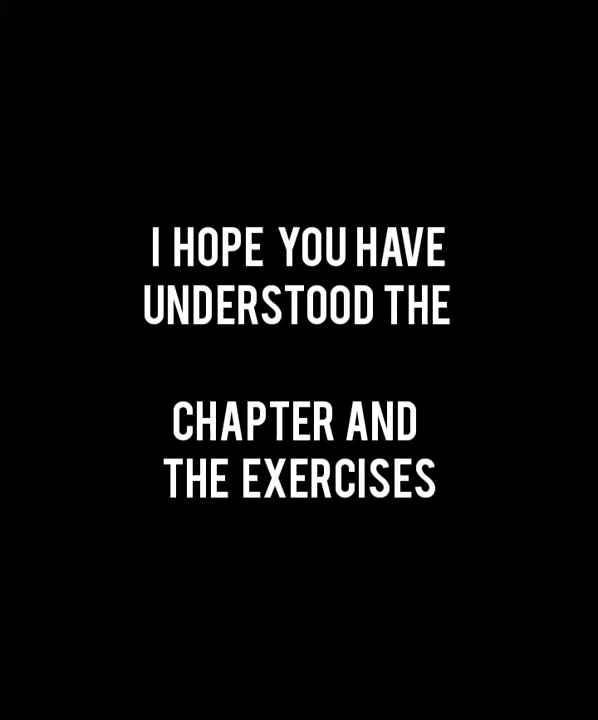 I HOPE YOU HAVE
UNDERSTOOD THE
CHAPTER AND
THE EXERCISES